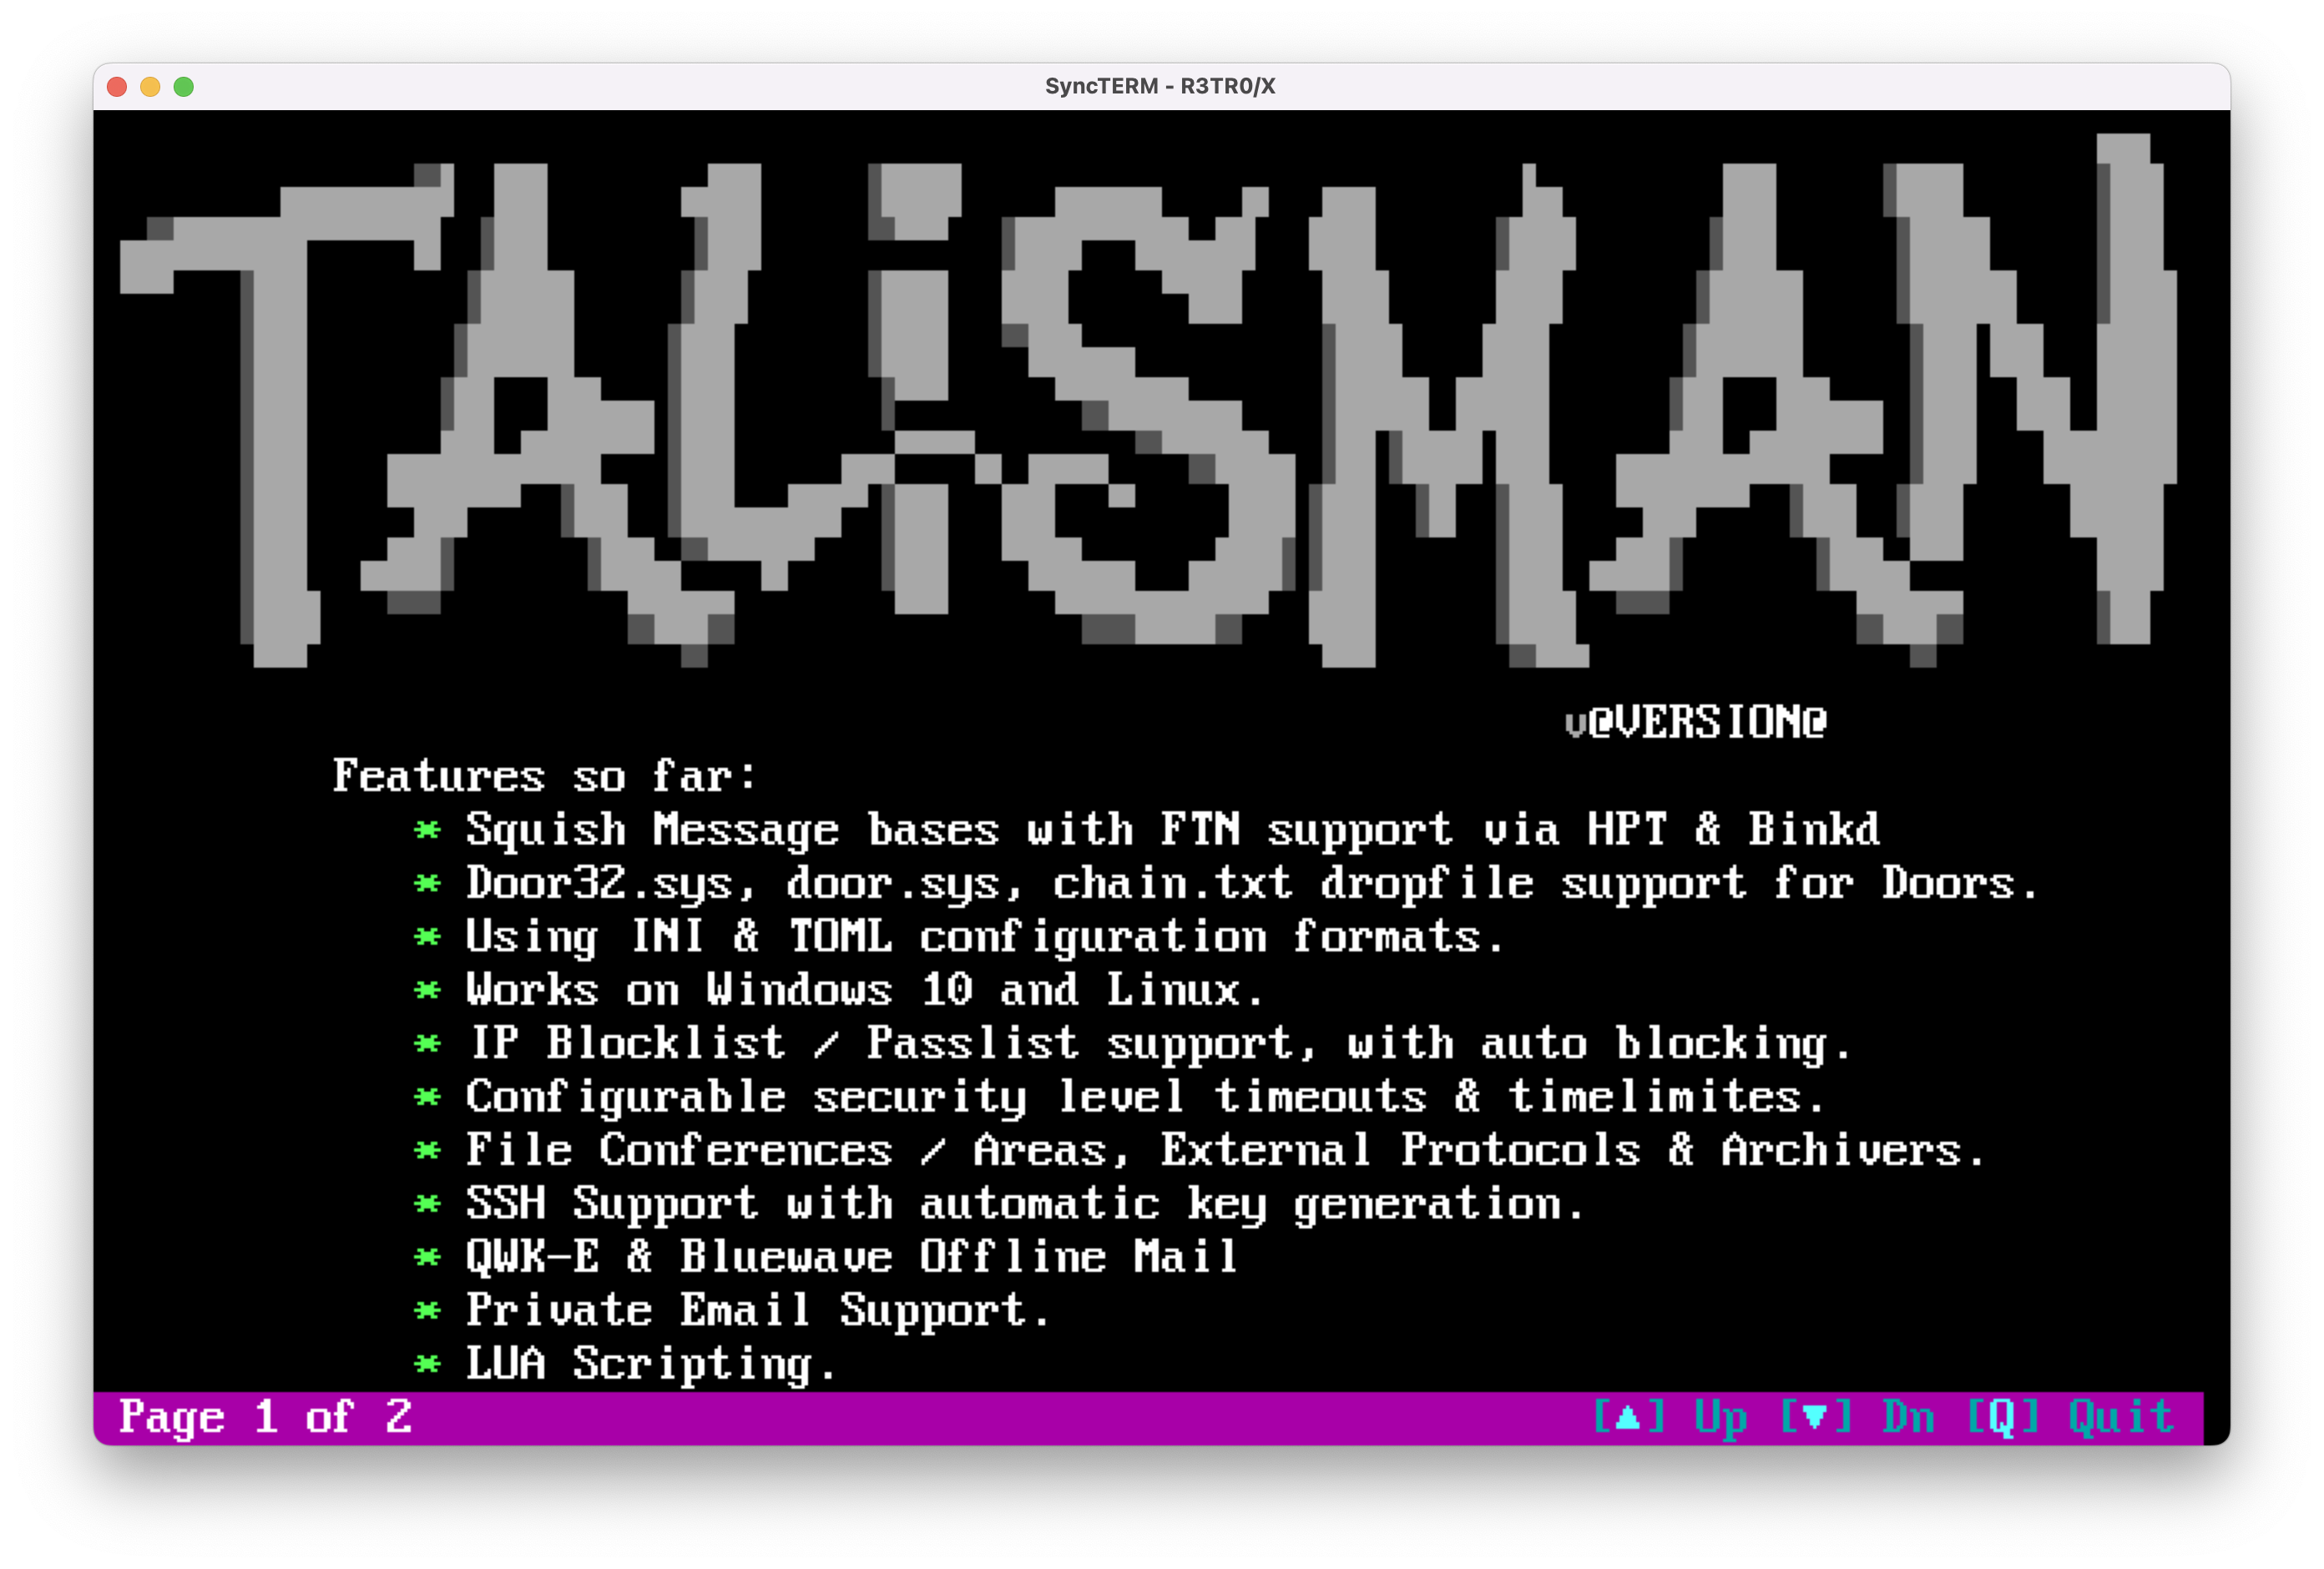 SyncTERM - R3TR0/X
TALiSMAN
v@VERSION@
Features so far:
* Squish Message bases with FTN support via HPT & Binkd
* Door32.sys, door.sys, chain.txt dropfile support for Doors.
* Using INI & TOML configuration formats.
* Works on Windows 10 and Linux.
* IP Blocklist / Passlist support, with auto blocking.
* Configurable security level timeouts & timelimites.
* File Conferences / Areas, External Protocols & Archivers.
* SSH Support with automatic key generation.
* QWK-E & Bluewave Offline Mail
* Private Email Support.
* LUA Scripting.
Page 1 of 2 [▲] Up [▼] Dn [Q] Quit